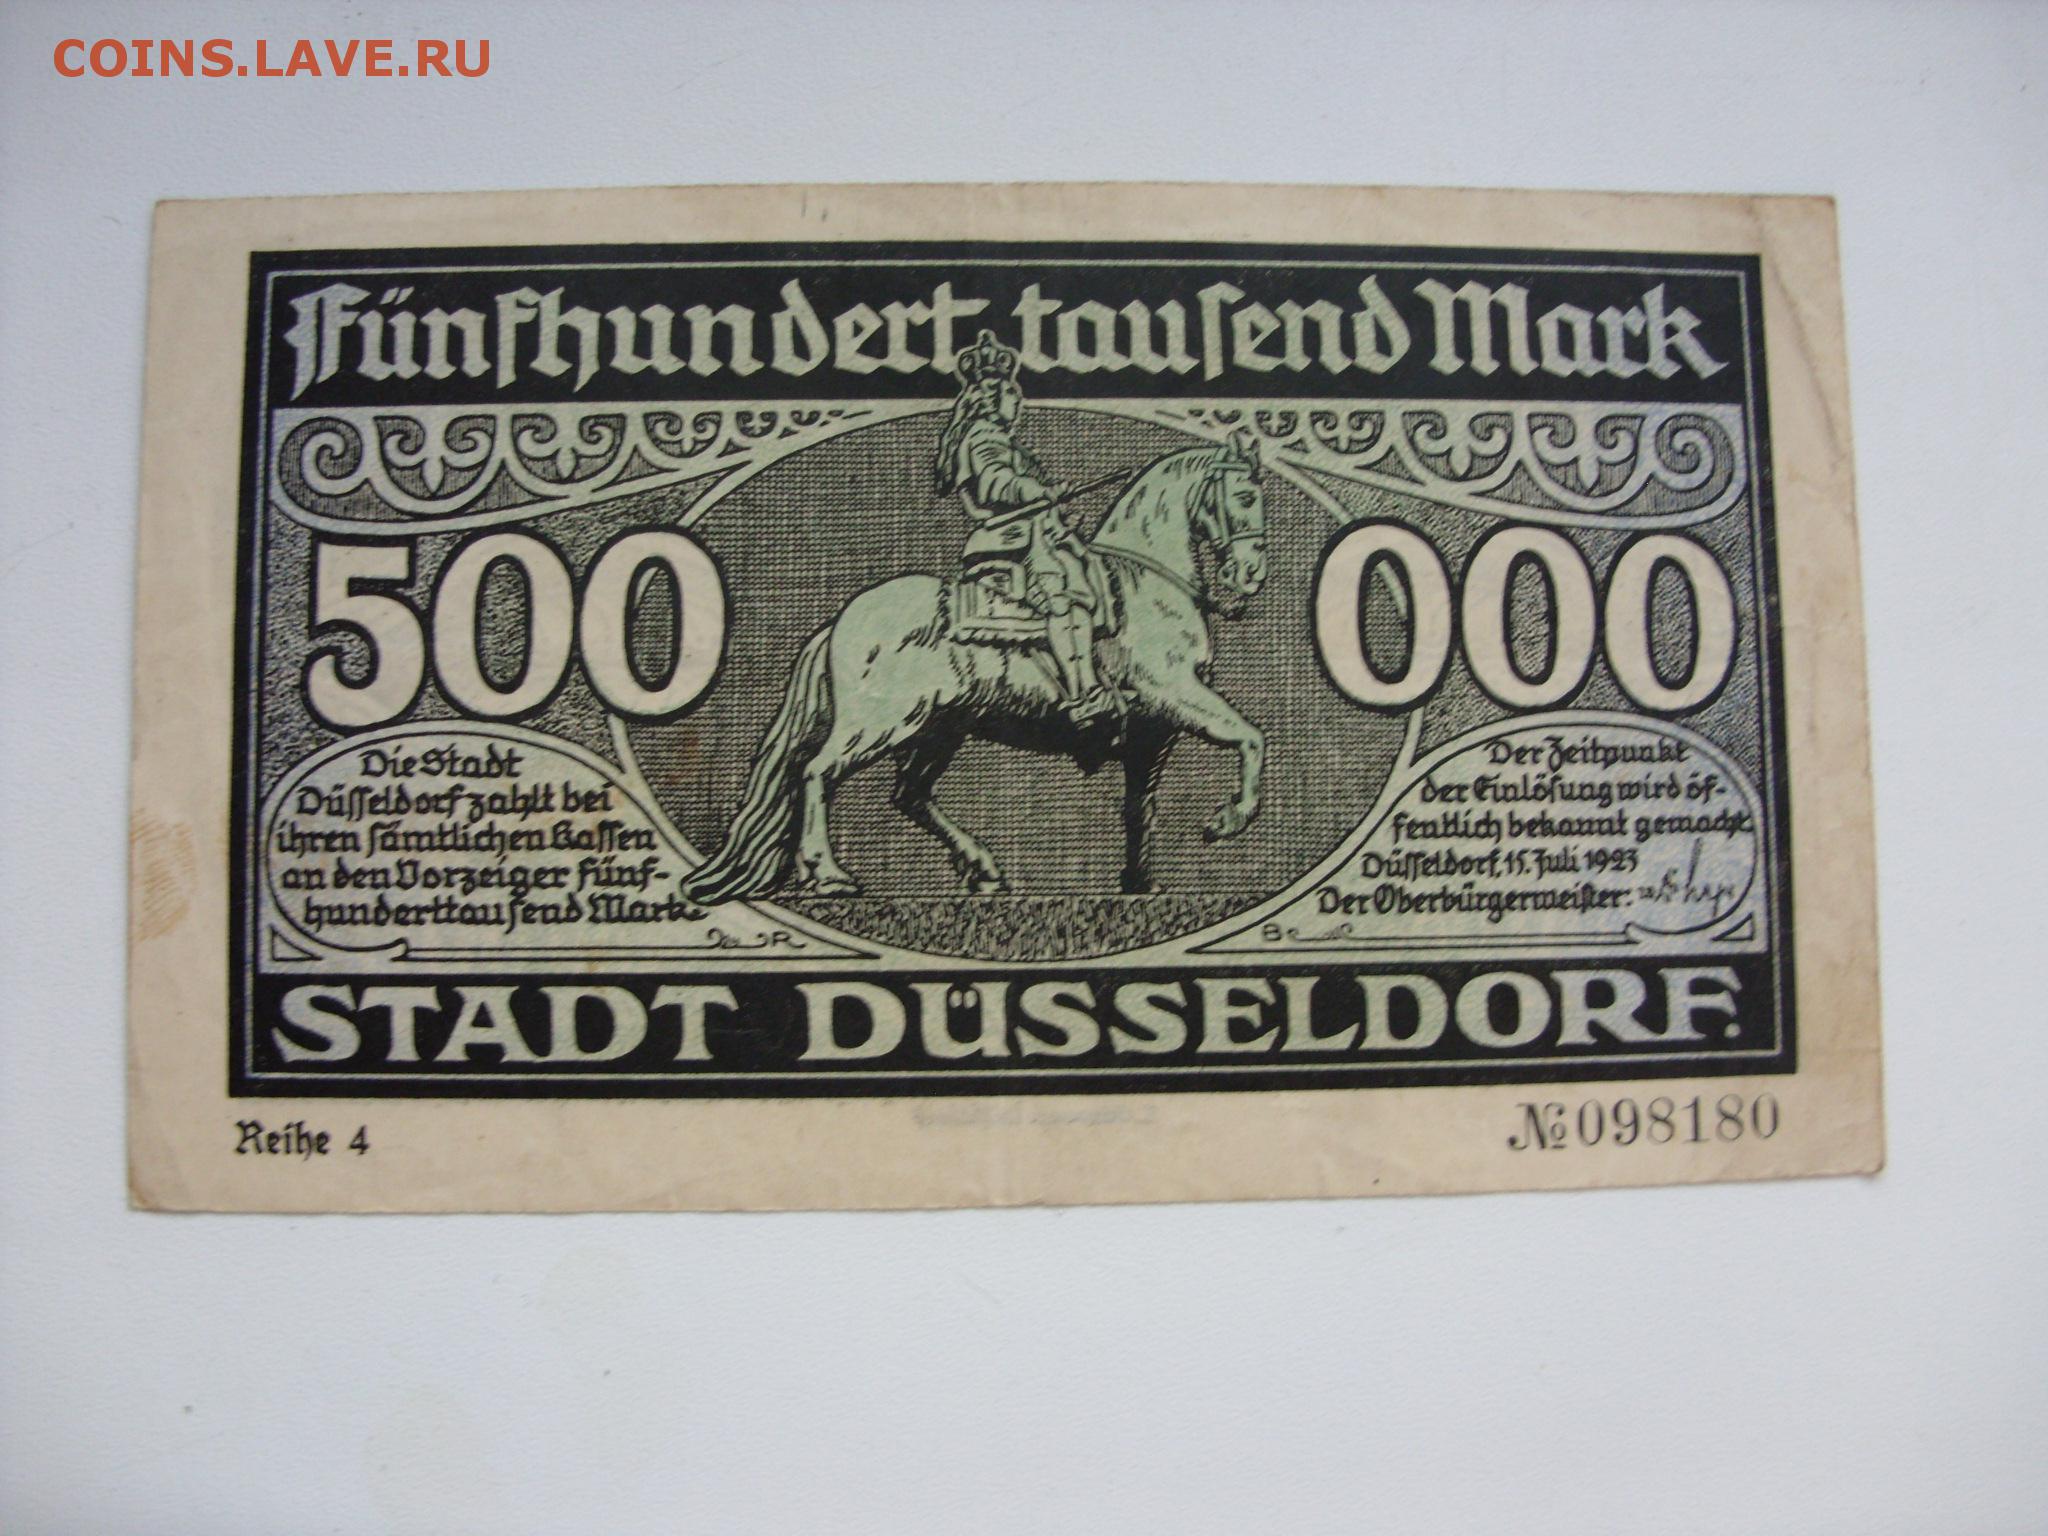 COINS.LAVE.RU
Fünfhundert tausend Mark
500 000
Die Stadt
Düsseldorf zahlt bei
ihren sämtlichen Kassen
an den Vorzeiger fünf-
hunderttausend Mark.
Der Zeitpunkt
der Einlösung wird öf-
fentlich bekannt gemacht.
Düsseldorf, 15. Juli 1923
Der Oberbürgermeister:
STADT DÜSSELDORF.
Reihe 4
№ 098180